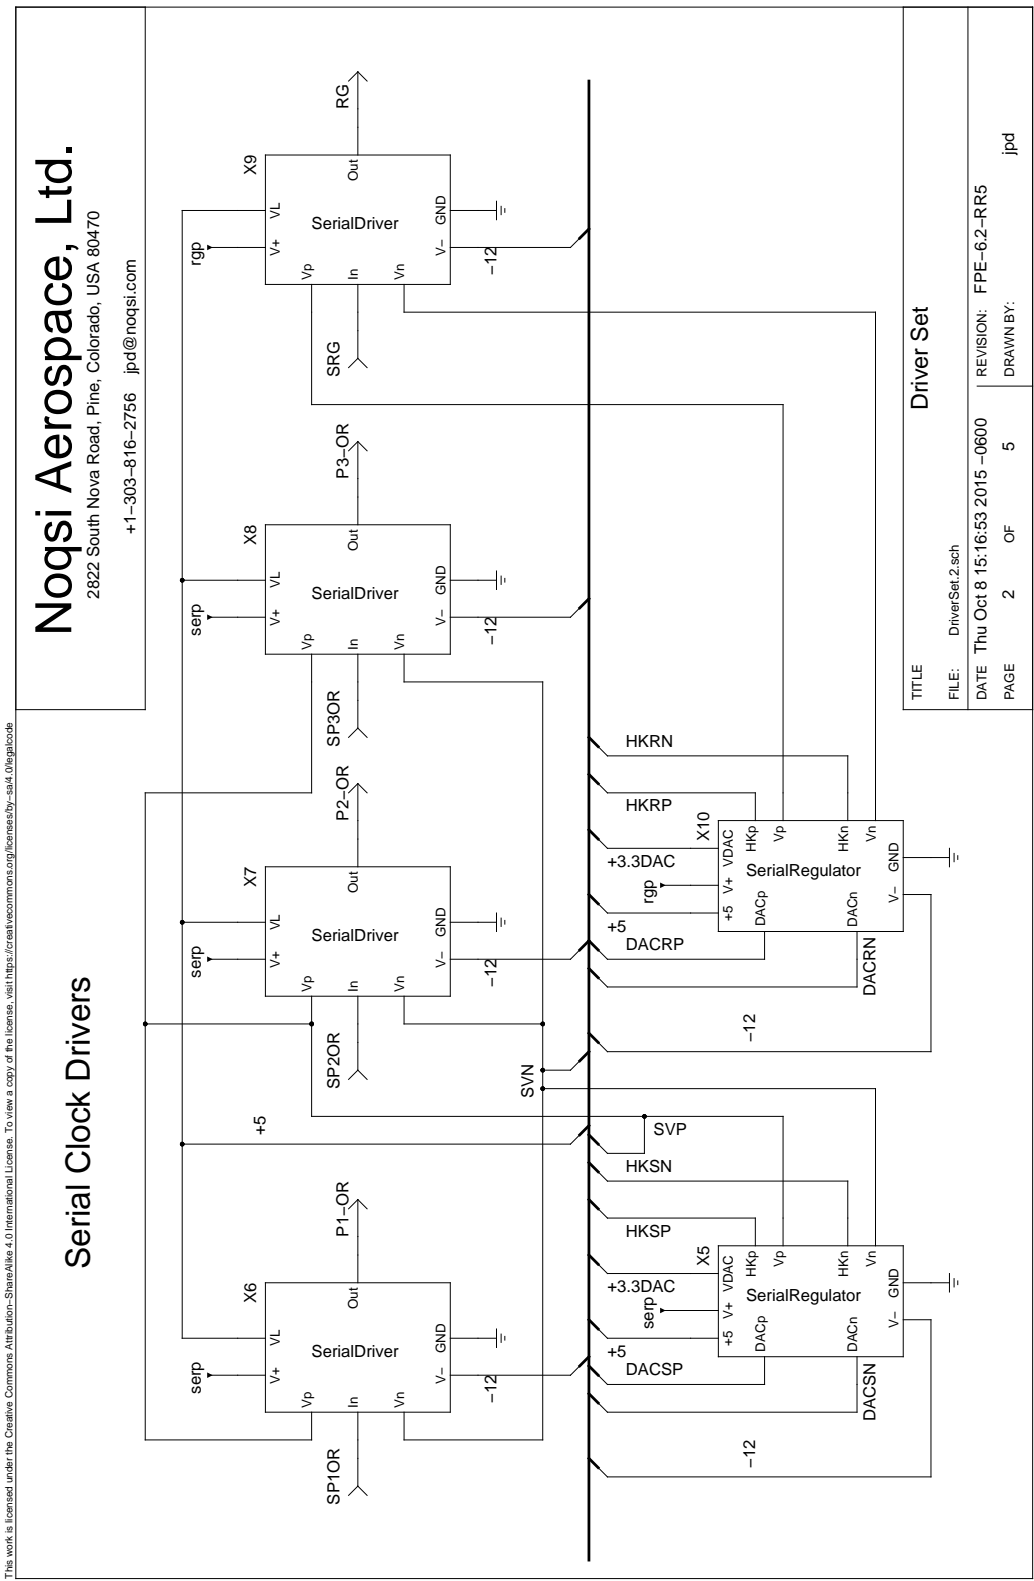 This work is licensed under the Creative Commons Attribution−ShareAlike 4.0 International License. To view a copy of the license, visit https://creativecommons.org/licenses/by−sa/4.0/legalcode
Noqsi Aerospace, Ltd.
2822 South Nova Road, Pine, Colorado, USA 80470
+1−303−816−2756 jpd@noqsi.com
Serial Clock Drivers
X6
serp
V+
VL
Vp
In
Vn
SerialDriver
Out
V−
GND
SP1OR
P1−OR
−12
+5
X7
serp
V+
VL
Vp
In
Vn
SerialDriver
Out
V−
GND
SP2OR
P2−OR
−12
X8
serp
V+
VL
Vp
In
Vn
SerialDriver
Out
V−
GND
SP3OR
P3−OR
−12
X9
rgp
V+
VL
Vp
In
Vn
SerialDriver
Out
V−
GND
SRG
RG
−12
SVN
SVP
−12
DACSN
DACSP
+5
serp
+3.3DAC
HKSP
HKSN
X5
+5
V+
VDAC
DACp
DACn
SerialRegulator
HKp
Vp
HKn
Vn
V−
GND
−12
DACRN
DACRP
+5
rgp
+3.3DAC
HKRP
HKRN
X10
+5
V+
VDAC
DACp
DACn
SerialRegulator
HKp
Vp
HKn
Vn
V−
GND
TITLE
Driver Set
FILE: DriverSet.2.sch
DATE Thu Oct 8 15:16:53 2015 −0600
REVISION: FPE−6.2−RR5
PAGE 2 OF 5
DRAWN BY: jpd